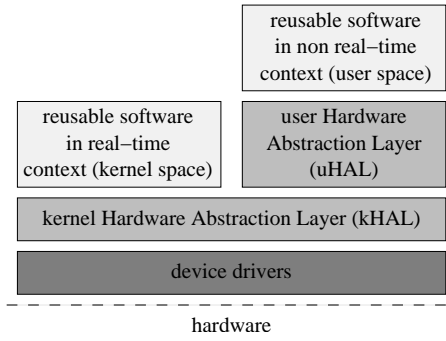 reusable software
in non real−time
context (user space)
reusable software
in real−time
context (kernel space)
user Hardware
Abstraction Layer
(uHAL)
kernel Hardware Abstraction Layer (kHAL)
device drivers
hardware